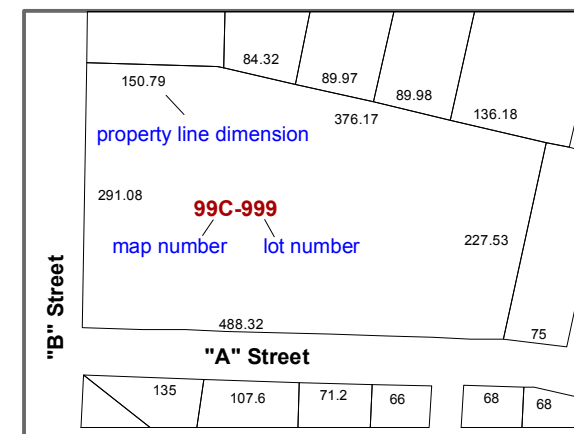 84.32
150.79
89.97
89.98
136.18
376.17
property line dimension
291.08
99C-999
map number
lot number
227.53
"B" Street
488.32
75
"A" Street
135
107.6
71.2
66
68
68